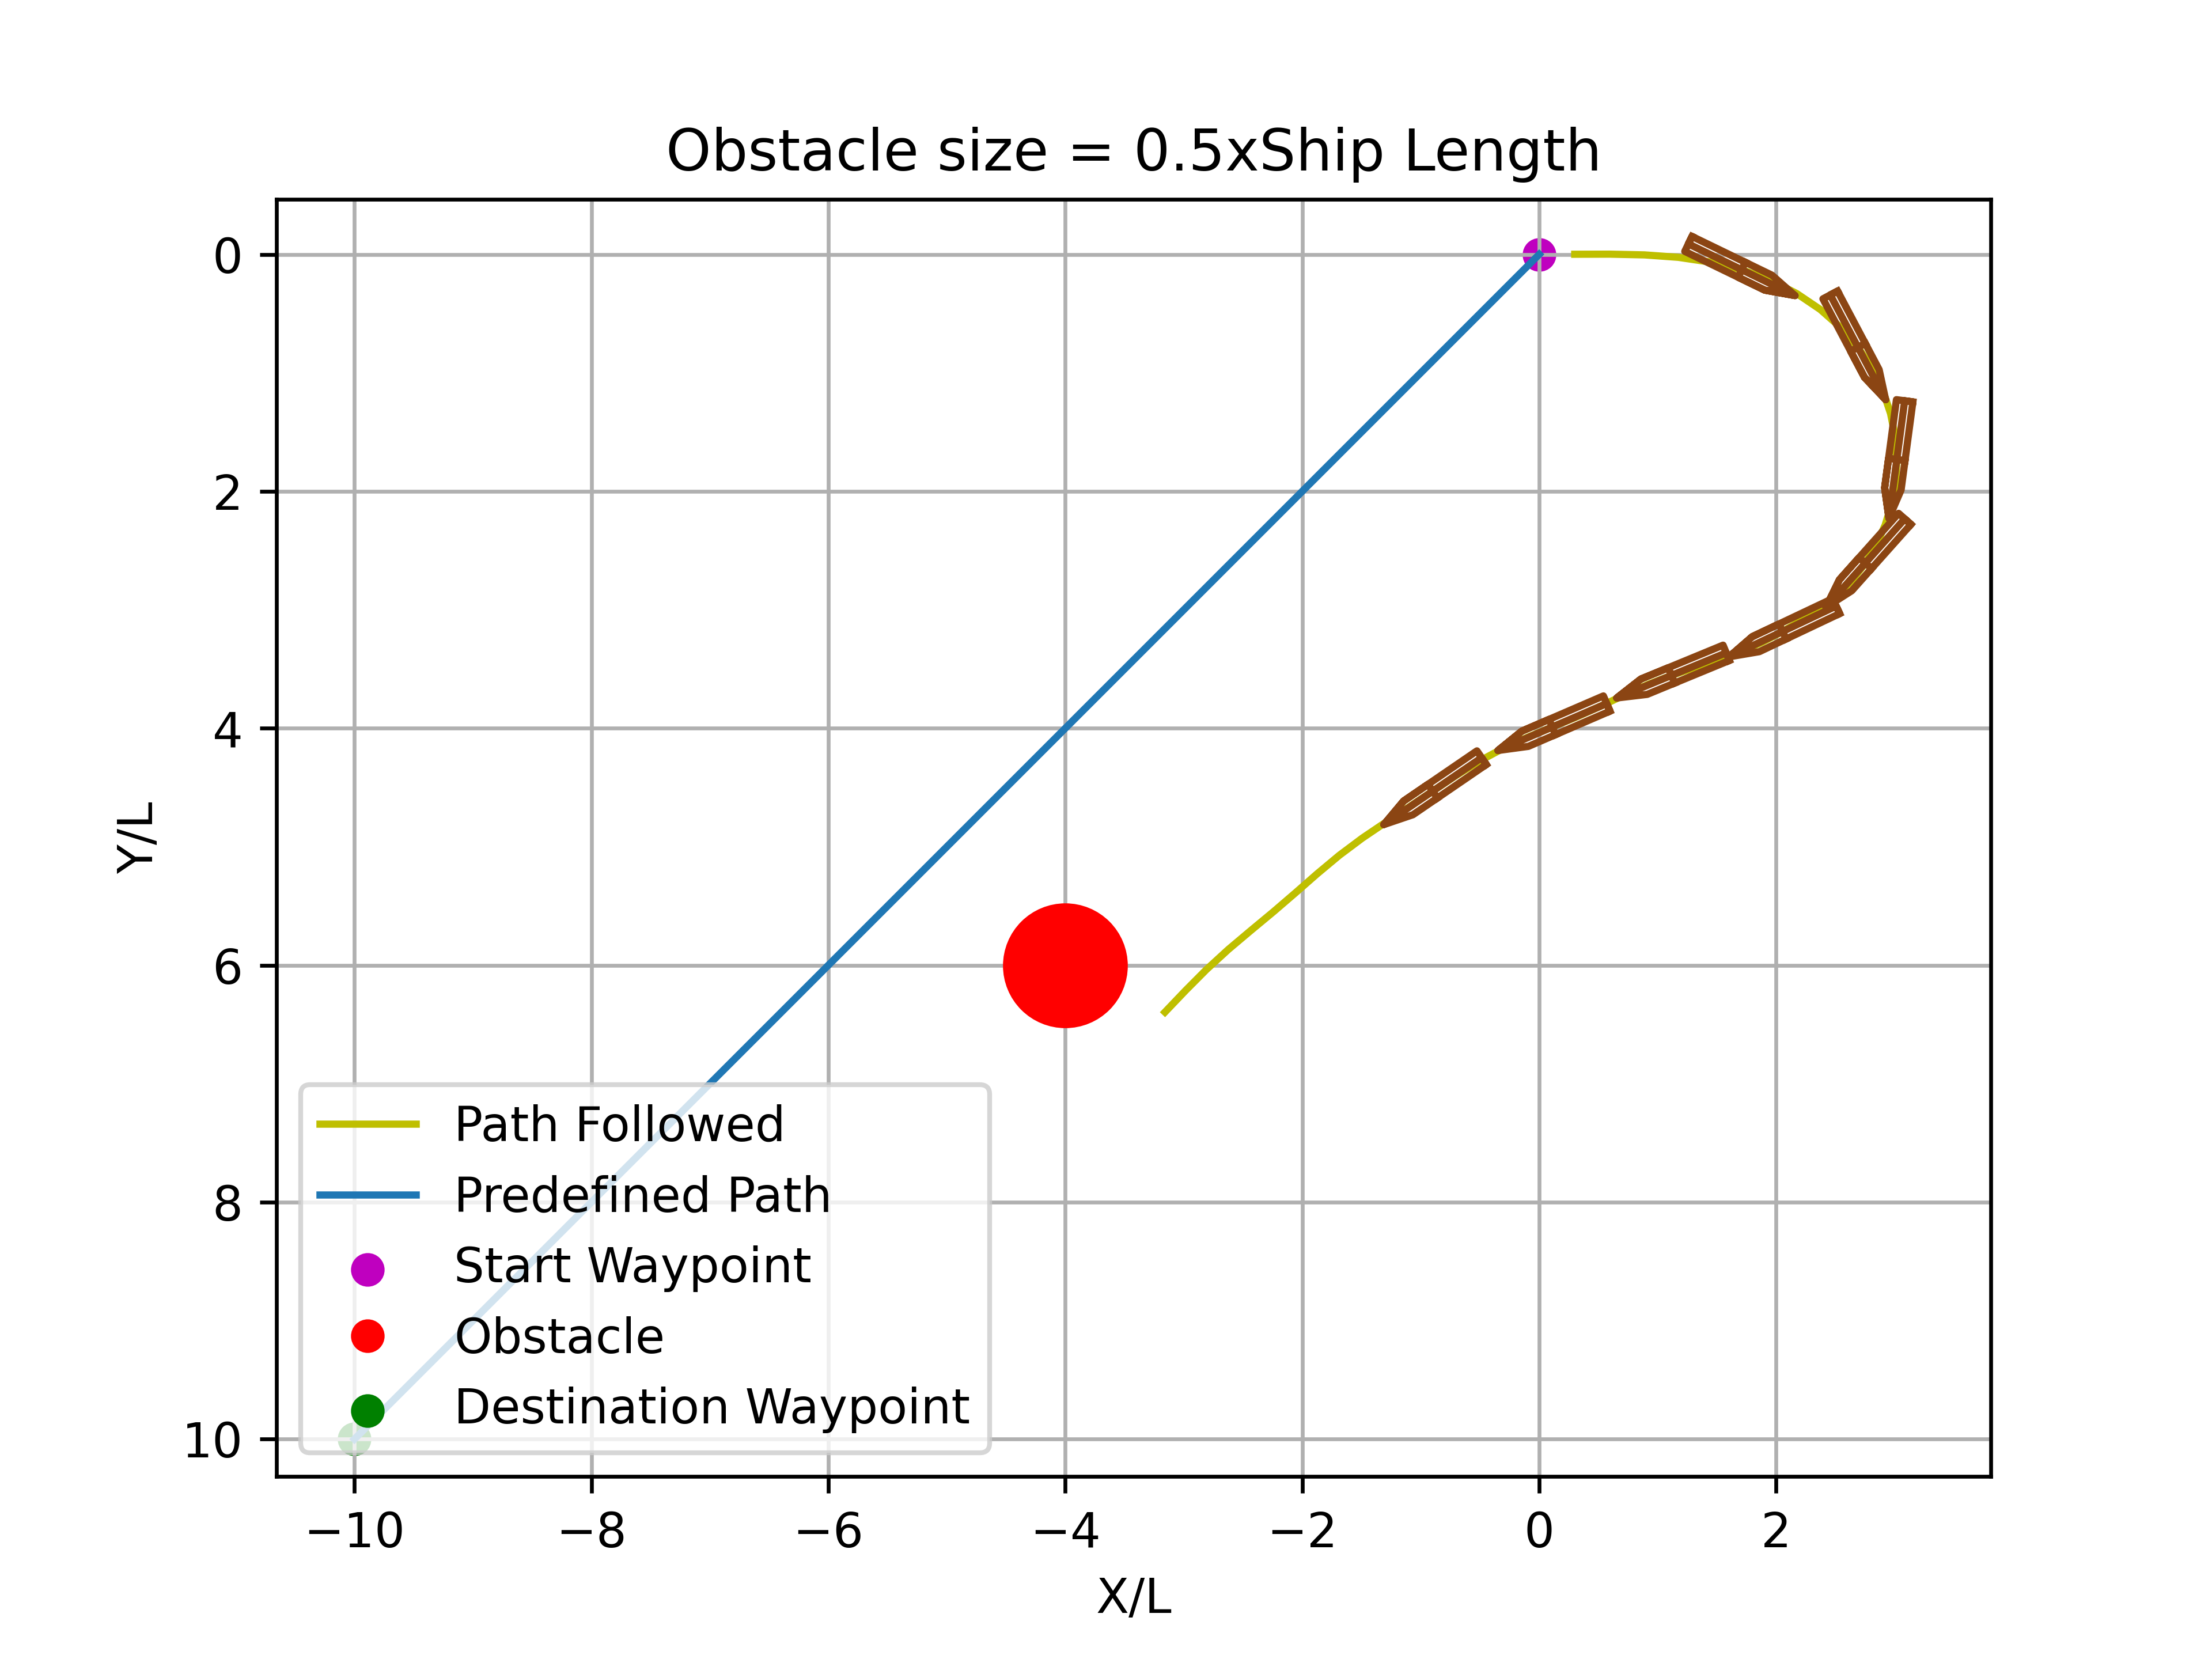 Obstacle size = 0.5xShip Length
0
2
4
6
8
10
Y/L
Path Followed
Predefined Path
Start Waypoint
Obstacle
Destination Waypoint
−10 −8 −6 −4 −2 0 2
X/L